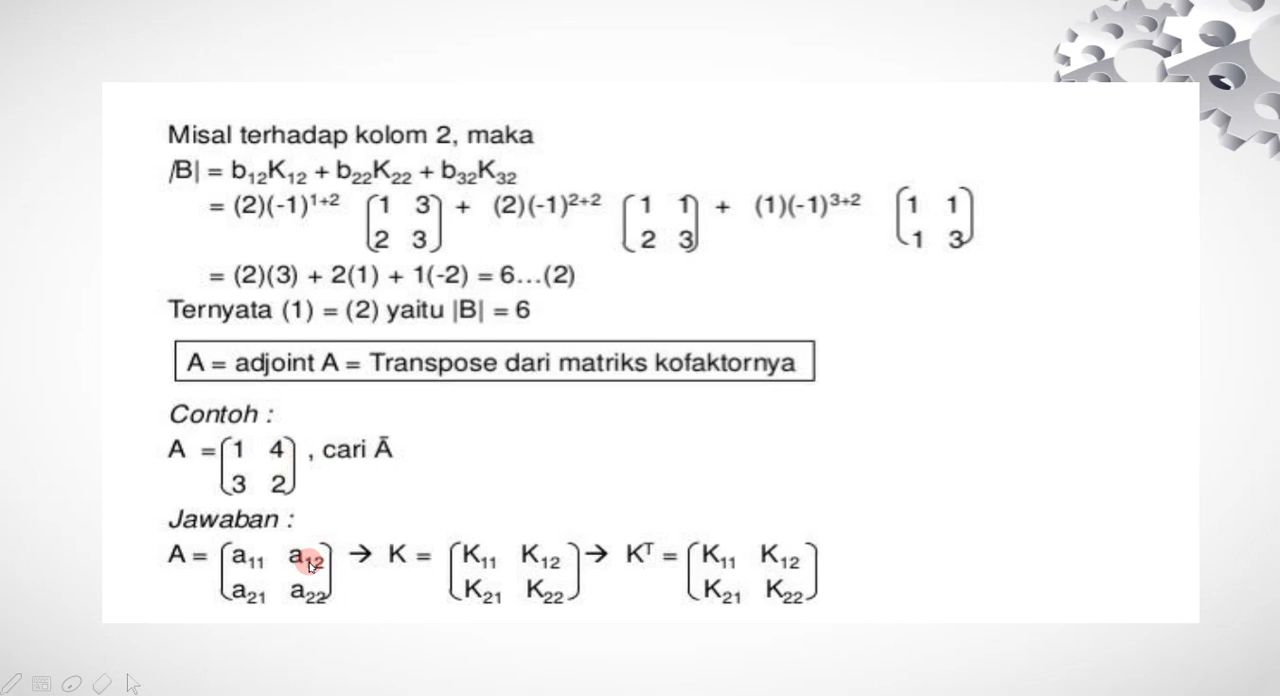 Misal terhadap kolom 2, maka
/B| = b₁₂K₁₂ + b₂₂K₂₂ + b₃₂K₃₂
= (2)(-1)¹⁺² (1 3) + (2)(-1)²⁺² (1 1) + (1)(-1)³⁺² (1 1)
(2 3) (2 3) (1 3)
= (2)(3) + 2(1) + 1(-2) = 6…(2)
Ternyata (1) = (2) yaitu |B| = 6
A = adjoint A = Transpose dari matriks kofaktornya
Contoh :
A = (1 4) , cari Ā
(3 2)
Jawaban :
A = (a₁₁ a₁₂) → K = (K₁₁ K₁₂) → Kᵀ = (K₁₁ K₁₂)
(a₂₁ a₂₂) (K₂₁ K₂₂) (K₂₁ K₂₂)